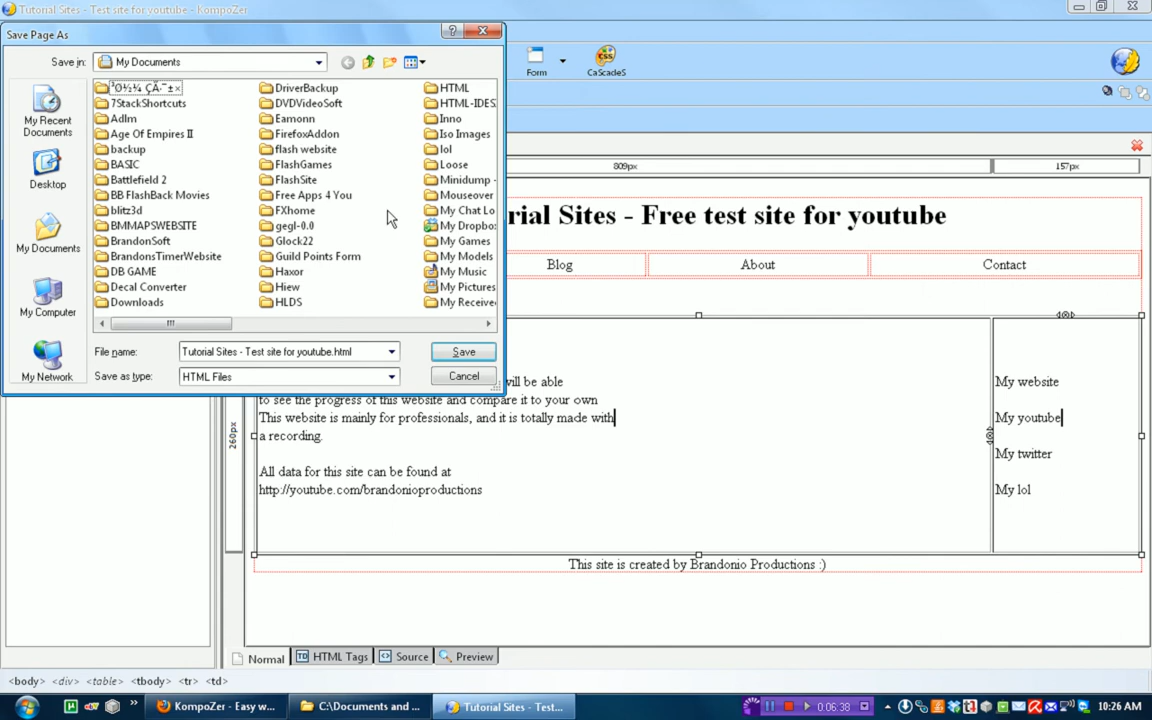 Tutorial Sites - Test site for youtube - KompoZer
Save Page As
Save in:
My Documents
My Recent
Documents
Desktop
My Documents
My Computer
My Network
7StackShortcuts
AdIm
Age Of Empires II
backup
BASIC
Battlefield 2
BB FlashBack Movies
blitz3d
BMMAPSWEBSITE
BrandonSoft
BrandonsTimerWebsite
DB GAME
Decal Converter
Downloads
DriverBackup
DVDVideoSoft
Eamonn
FirefoxAddon
flash website
FlashGames
FlashSite
Free Apps 4 You
FXhome
gegl-0.0
Glock22
Guild Points Form
Haxor
Hiew
HLDS
HTML
HTML-IDES
Inno
Iso Images
lol
Loose
Minidump -
Mouseover
My Chat Lo
My Dropbo
My Games
My Models
My Music
My Pictures
My Receive
File name:
Tutorial Sites - Test site for youtube.html
Save
Save as type:
HTML Files
Cancel
Form
CaScadeS
809px
157px
rial Sites - Free test site for youtube
Blog
About
Contact
260px
will be able
to see the progress of this website and compare it to your own
This website is mainly for professionals, and it is totally made with
a recording.
All data for this site can be found at
http://youtube.com/brandonioproductions
My website
My youtube
My twitter
My lol
This site is created by Brandonio Productions :)
Normal
HTML Tags
Source
Preview
<body> <div> <table> <tbody> <tr> <td>
KompoZer - Easy w...
C:\Documents and ...
Tutorial Sites - Test...
0:06:38
10:26 AM